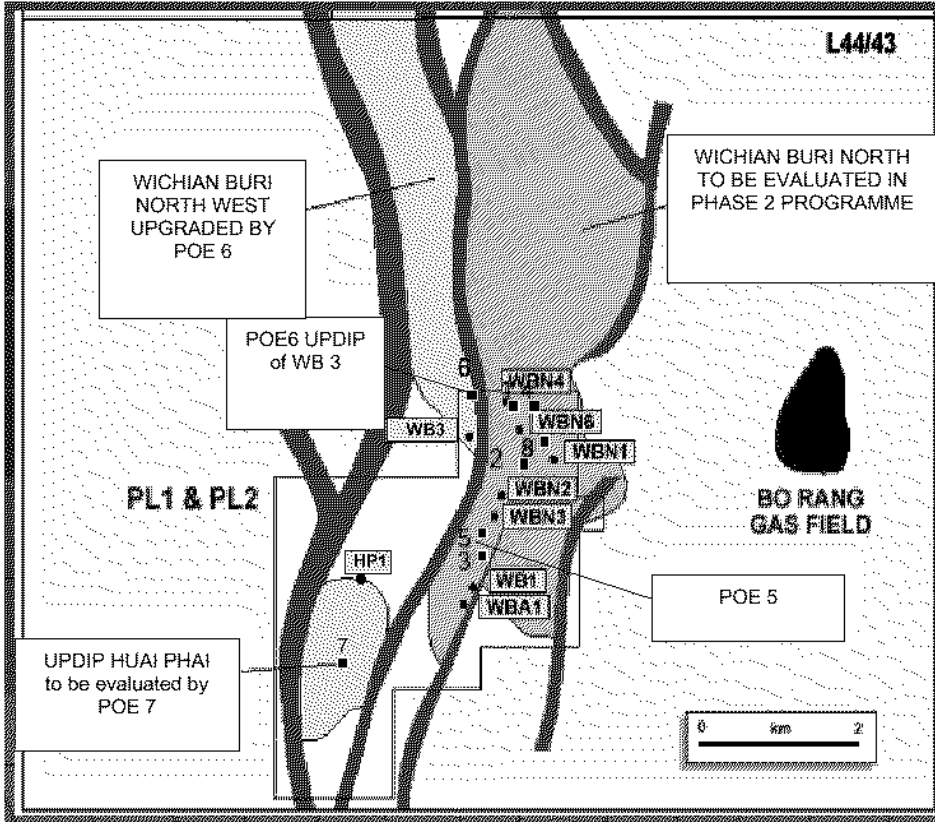 L44/43
WICHIAN BURI
NORTH WEST
UPGRADED BY
POE 6
WICHIAN BURI NORTH
TO BE EVALUATED IN
PHASE 2 PROGRAMME
POE6 UPDIP
of WB 3
6
WBN4
WB3
WBN6
8
WBN1
2
WBN2
WBN3
PL1 & PL2
BO RANG
GAS FIELD
5
3
HP1
WB1
WBA1
POE 5
7
UPDIP HUAI PHAI
to be evaluated by
POE 7
0 km 2